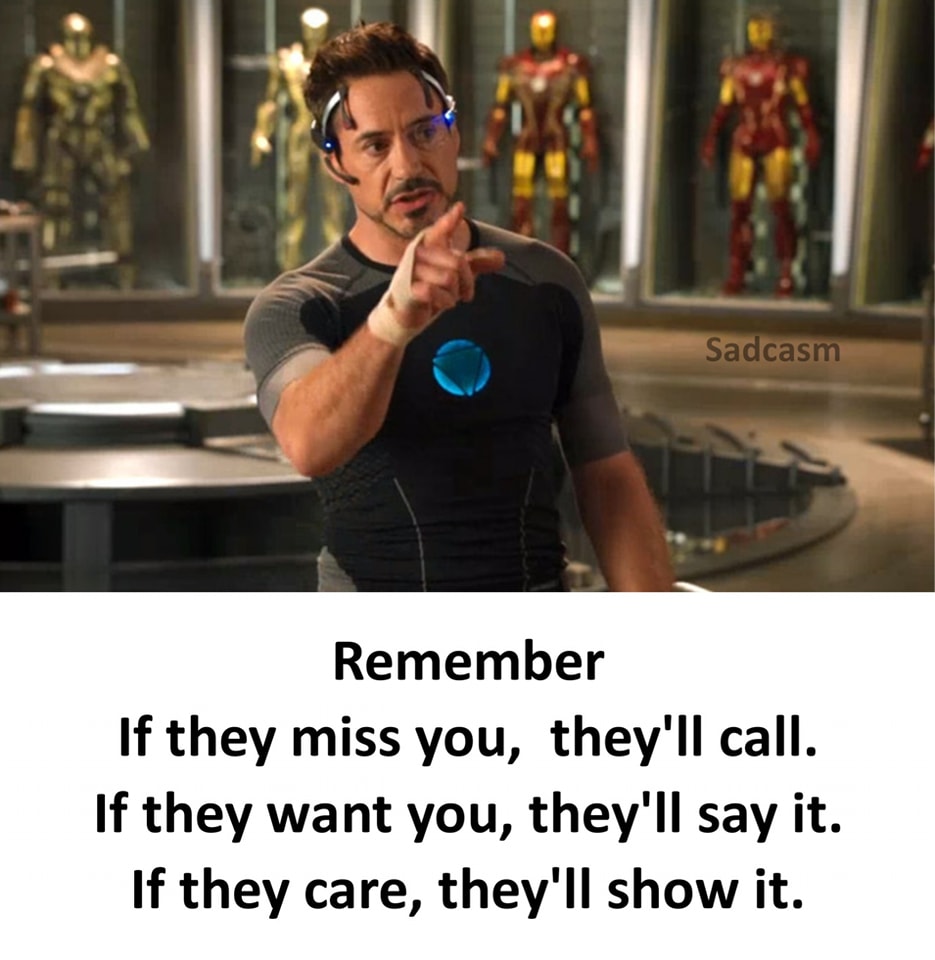 Sadcasm
Remember
If they miss you, they'll call.
If they want you, they'll say it.
If they care, they'll show it.